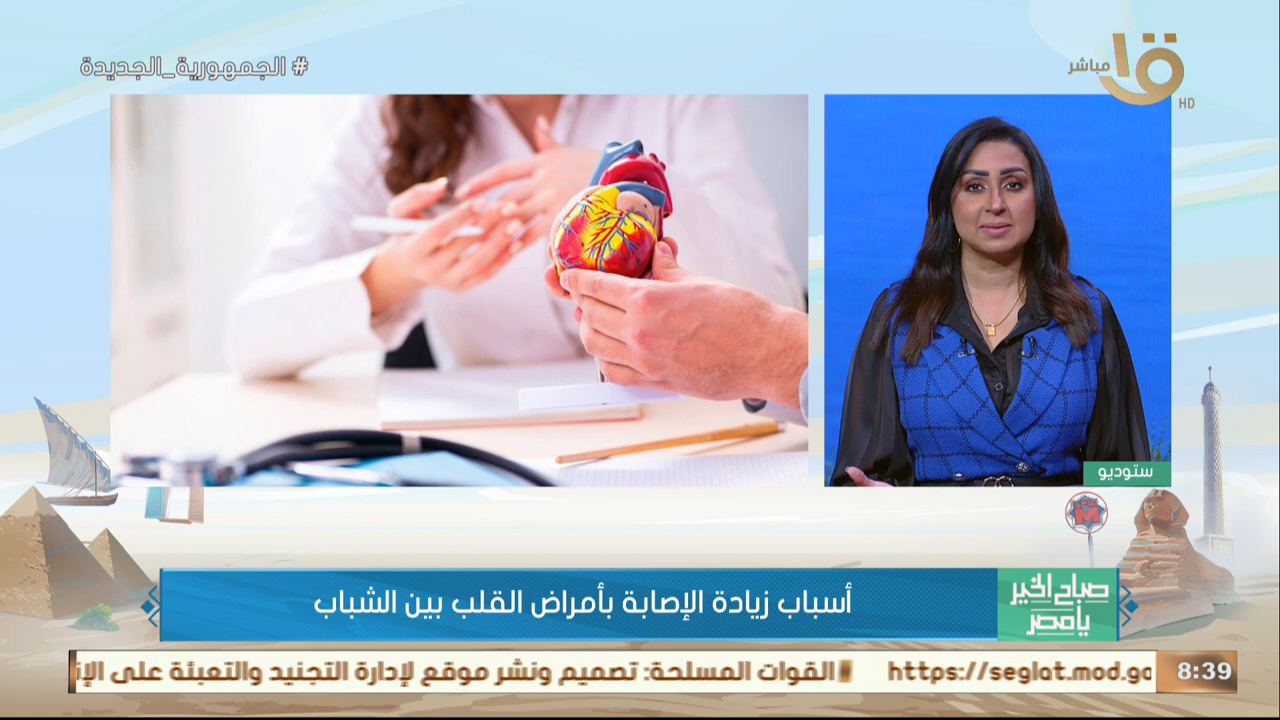 # الجمهورية_الجديدة
مباشر
HD
ستوديو
صباح الخير
يا مصر
أسباب زيادة الإصابة بأمراض القلب بين الشباب
8:39
https://seglat.mod.go
القوات المسلحة: تصميم ونشر موقع لإدارة التجنيد والتعبئة على